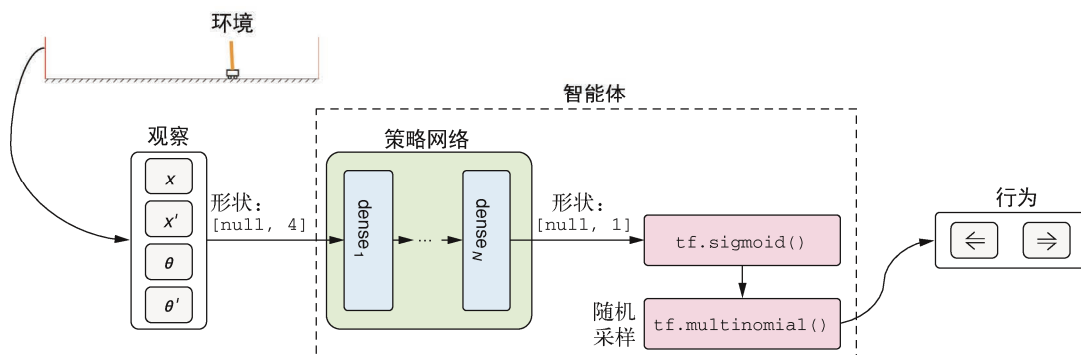 环境
智能体
观察
策略网络
x
x'
θ
θ'
形状：
[null, 4]
dense1
...
denseN
形状：
[null, 1]
tf.sigmoid()
随机
采样
tf.multinomial()
行为
⇐
⇒